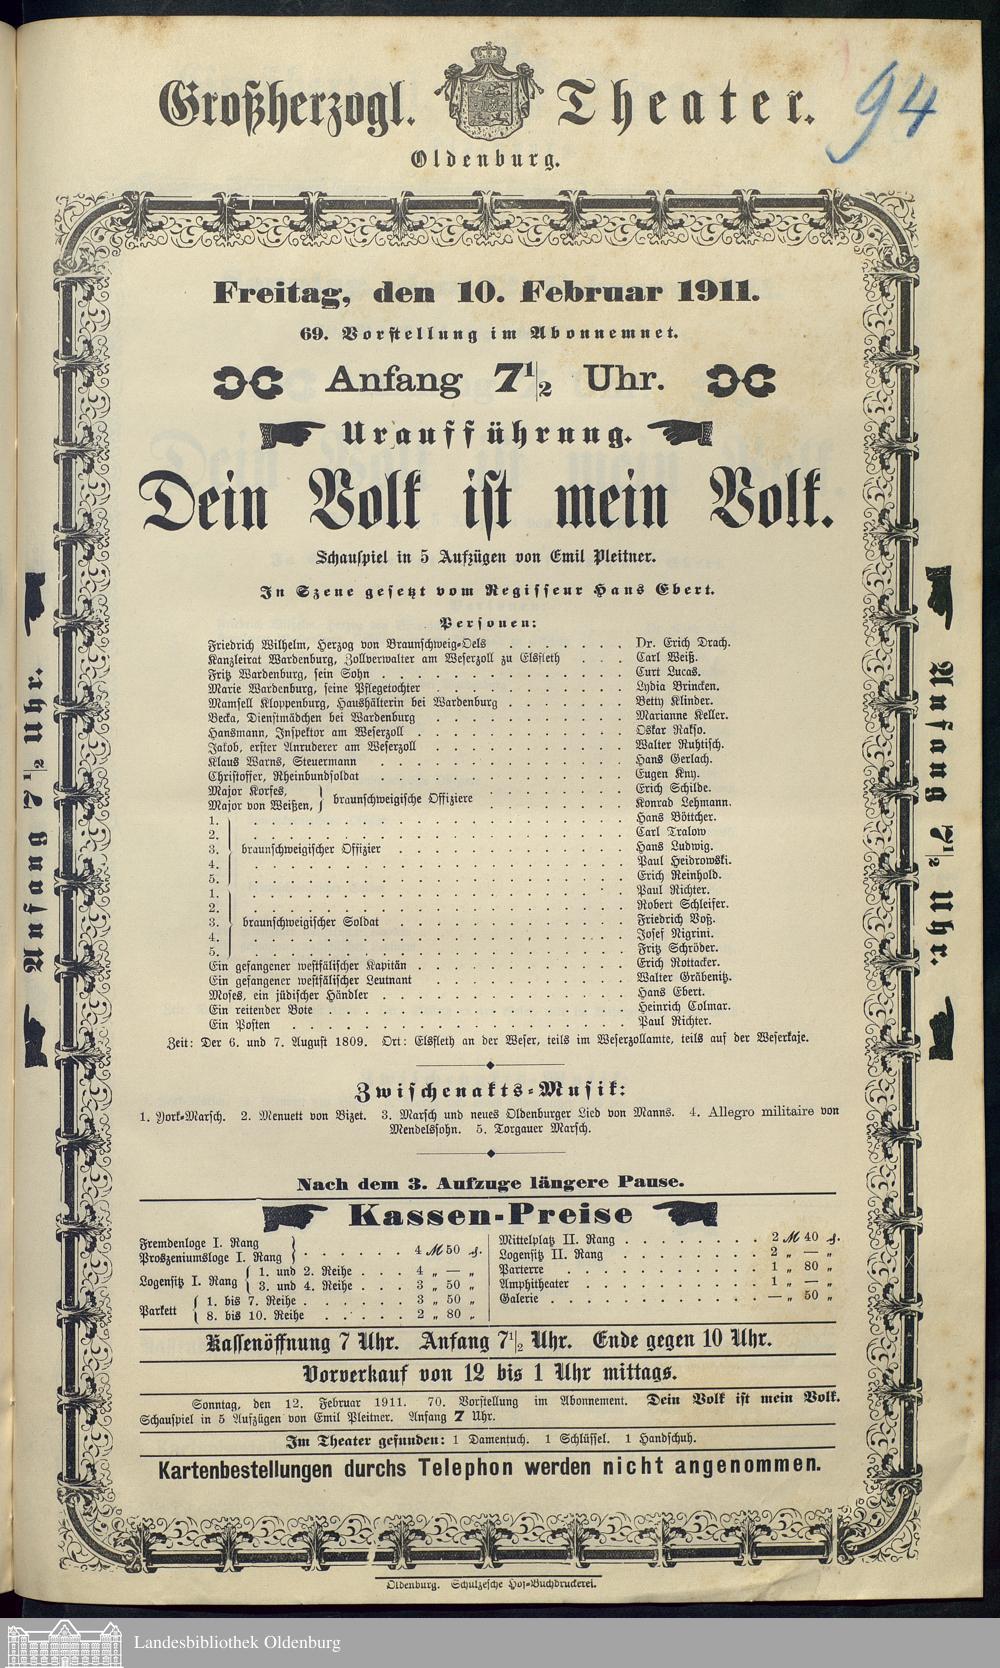 Großherzogl. Theater.
94
Oldenburg.
Freitag, den 10. Februar 1911.
69. Vorstellung im Abonnemnet.
Anfang 7 1/2 Uhr.
Uraufführung.
Dein Volk ist mein Volk.
Schauspiel in 5 Aufzügen von Emil Pleitner.
In Szene gesetzt vom Regisseur Hans Ebert.
Personen:
Friedrich Wilhelm, Herzog von Braunschweig-Oels . . . . . . . Dr. Erich Drach.
Kanzleirat Wardenburg, Zollverwalter am Weserzoll zu Elsfleth . . . Carl Weiß.
Fritz Wardenburg, sein Sohn . . . . . . . Curt Lucas.
Marie Wardenburg, seine Pflegetochter . . . . . . . Lydia Brincken.
Mamsell Kloppenburg, Haushälterin bei Wardenburg . . . . . . . Betty Klinder.
Becka, Dienstmädchen bei Wardenburg . . . . . . . Marianne Keller.
Hansmann, Inspektor am Weserzoll . . . . . . . Oskar Rakso.
Jakob, erster Anruderer am Weserzoll . . . . . . . Walter Ruhtisch.
Klaus Warns, Steuermann . . . . . . . Hans Gerlach.
Christoffer, Rheinbundsoldat . . . . . . . Eugen Kny.
Major Korfes, } Erich Schilde.
Major von Weißen, } braunschweigische Offiziere . . . . . . . Konrad Lehmann.
1. . . . . . . . Hans Böttcher.
2. . . . . . . . Carl Tralow
3. } braunschweigischer Offizier . . . . . . . Hans Ludwig.
4. . . . . . . . Paul Heidrowski.
5. . . . . . . . Erich Reinhold.
1. . . . . . . . Paul Richter.
2. . . . . . . . Robert Schleifer.
3. } braunschweigischer Soldat . . . . . . . Friedrich Voß.
4. . . . . . . . Josef Nigrini.
5. . . . . . . . Fritz Schröder.
Ein gefangener westfälischer Kapitän . . . . . . . Erich Rottacker.
Ein gefangener westfälischer Leutnant . . . . . . . Walter Gräbenitz.
Moses, ein jüdischer Händler . . . . . . . Hans Ebert.
Ein reitender Bote . . . . . . . Heinrich Colmar.
Ein Posten . . . . . . . Paul Richter.
Zeit: Der 6. und 7. August 1809. Ort: Elsfleth an der Weser, teils im Weserzollamte, teils auf der Weserkaje.
Zwischenakts-Musik:
1. York-Marsch. 2. Menuett von Bizet. 3. Marsch und neues Oldenburger Lied von Manns. 4. Allegro militaire von
Mendelssohn. 5. Torgauer Marsch.
Nach dem 3. Aufzuge längere Pause.
Kassen-Preise
Fremdenloge I. Rang }
Proszeniumsloge I. Rang } . . . . . . 4 M 50 ₰.
Logensitz I. Rang { 1. und 2. Reihe . . . 4 „ — „
3. und 4. Reihe . . . 3 „ 50 „
Parkett { 1. bis 7. Reihe . . . . . . 3 „ 50 „
8. bis 10. Reihe . . . . . 2 „ 80 „
Mittelplatz II. Rang . . . . . . . . 2 M 40 ₰.
Logensitz II. Rang . . . . . . . . 2 „ — „
Parterre . . . . . . . . 1 „ 80 „
Amphitheater . . . . . . . . 1 „ — „
Galerie . . . . . . . . — „ 50 „
Kassenöffnung 7 Uhr. Anfang 7 1/2 Uhr. Ende gegen 10 Uhr.
Vorverkauf von 12 bis 1 Uhr mittags.
Sonntag, den 12. Februar 1911. 70. Vorstellung im Abonnement. Dein Volk ist mein Volk.
Schauspiel in 5 Aufzügen von Emil Pleitner. Anfang 7 Uhr.
Im Theater gefunden: 1 Damentuch. 1 Schlüssel. 1 Handschuh.
Kartenbestellungen durchs Telephon werden nicht angenommen.
Oldenburg. Schulzesche Hof-Buchdruckerei.
Anfang 7 1/2 Uhr.
Anfang 7 1/2 Uhr.
Landesbibliothek Oldenburg